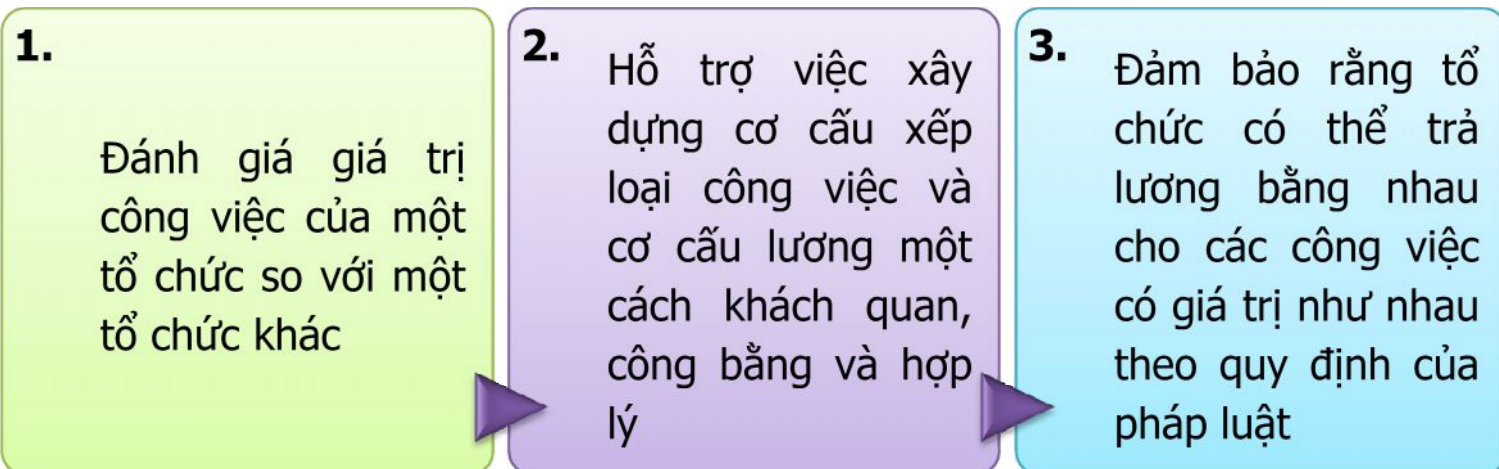 1.
Đánh giá giá trị
công việc của một
tổ chức so với một
tổ chức khác
2.
Hỗ trợ việc xây
dựng cơ cấu xếp
loại công việc và
cơ cấu lương một
cách khách quan,
công bằng và hợp
lý
3.
Đảm bảo rằng tổ
chức có thể trả
lương bằng nhau
cho các công việc
có giá trị như nhau
theo quy định của
pháp luật